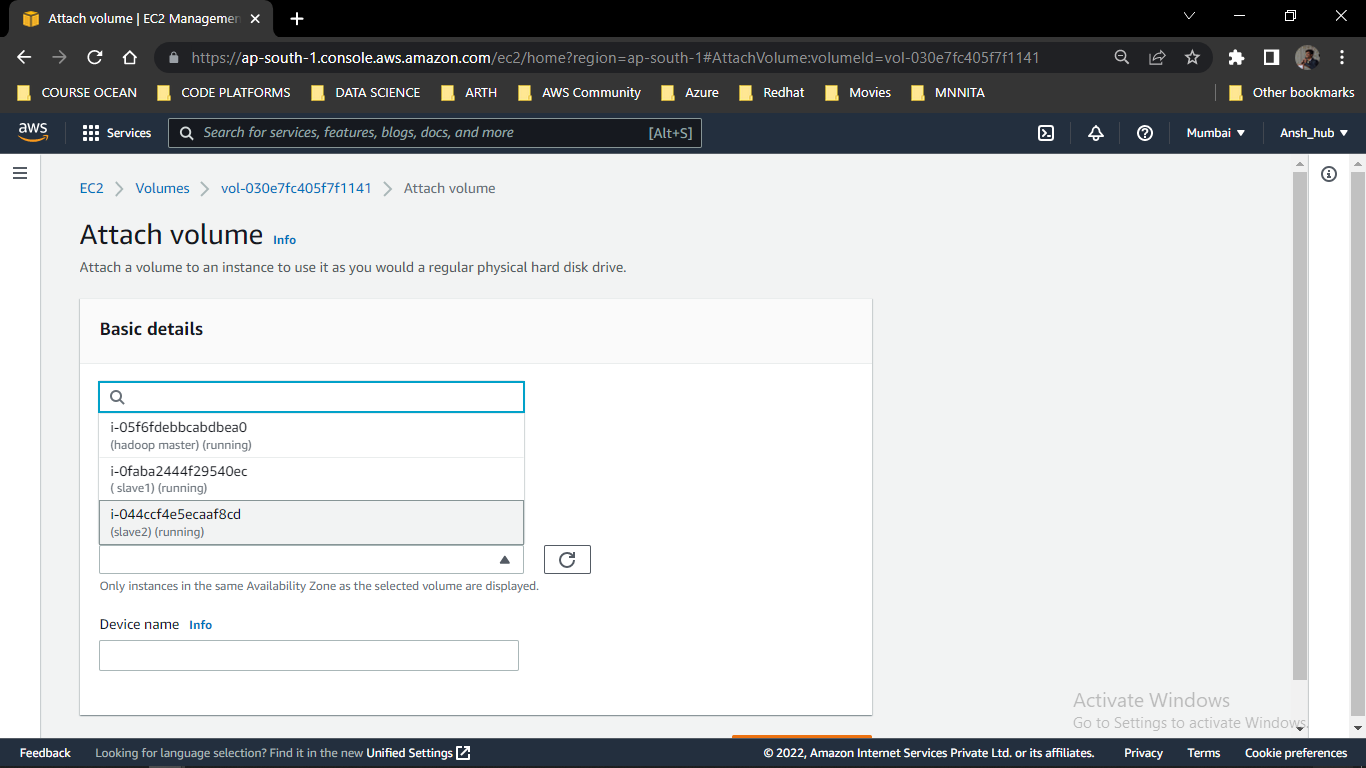 Attach volume | EC2 Managemen
https://ap-south-1.console.aws.amazon.com/ec2/home?region=ap-south-1#AttachVolume:volumeId=vol-030e7fc405f7f1141
COURSE OCEAN CODE PLATFORMS DATA SCIENCE ARTH AWS Community Azure Redhat Movies MNNITA Other bookmarks
aws Services Search for services, features, blogs, docs, and more [Alt+S] Mumbai Ansh_hub
EC2 Volumes vol-030e7fc405f7f1141 Attach volume
Attach volume Info
Attach a volume to an instance to use it as you would a regular physical hard disk drive.
Basic details
i-05f6fdebbcabdbea0
(hadoop master) (running)
i-0faba2444f29540ec
( slave1) (running)
i-044ccf4e5ecaaf8cd
(slave2) (running)
Only instances in the same Availability Zone as the selected volume are displayed.
Device name Info
Activate Windows
Go to Settings to activate Windows.
Feedback Looking for language selection? Find it in the new Unified Settings © 2022, Amazon Internet Services Private Ltd. or its affiliates. Privacy Terms Cookie preferences